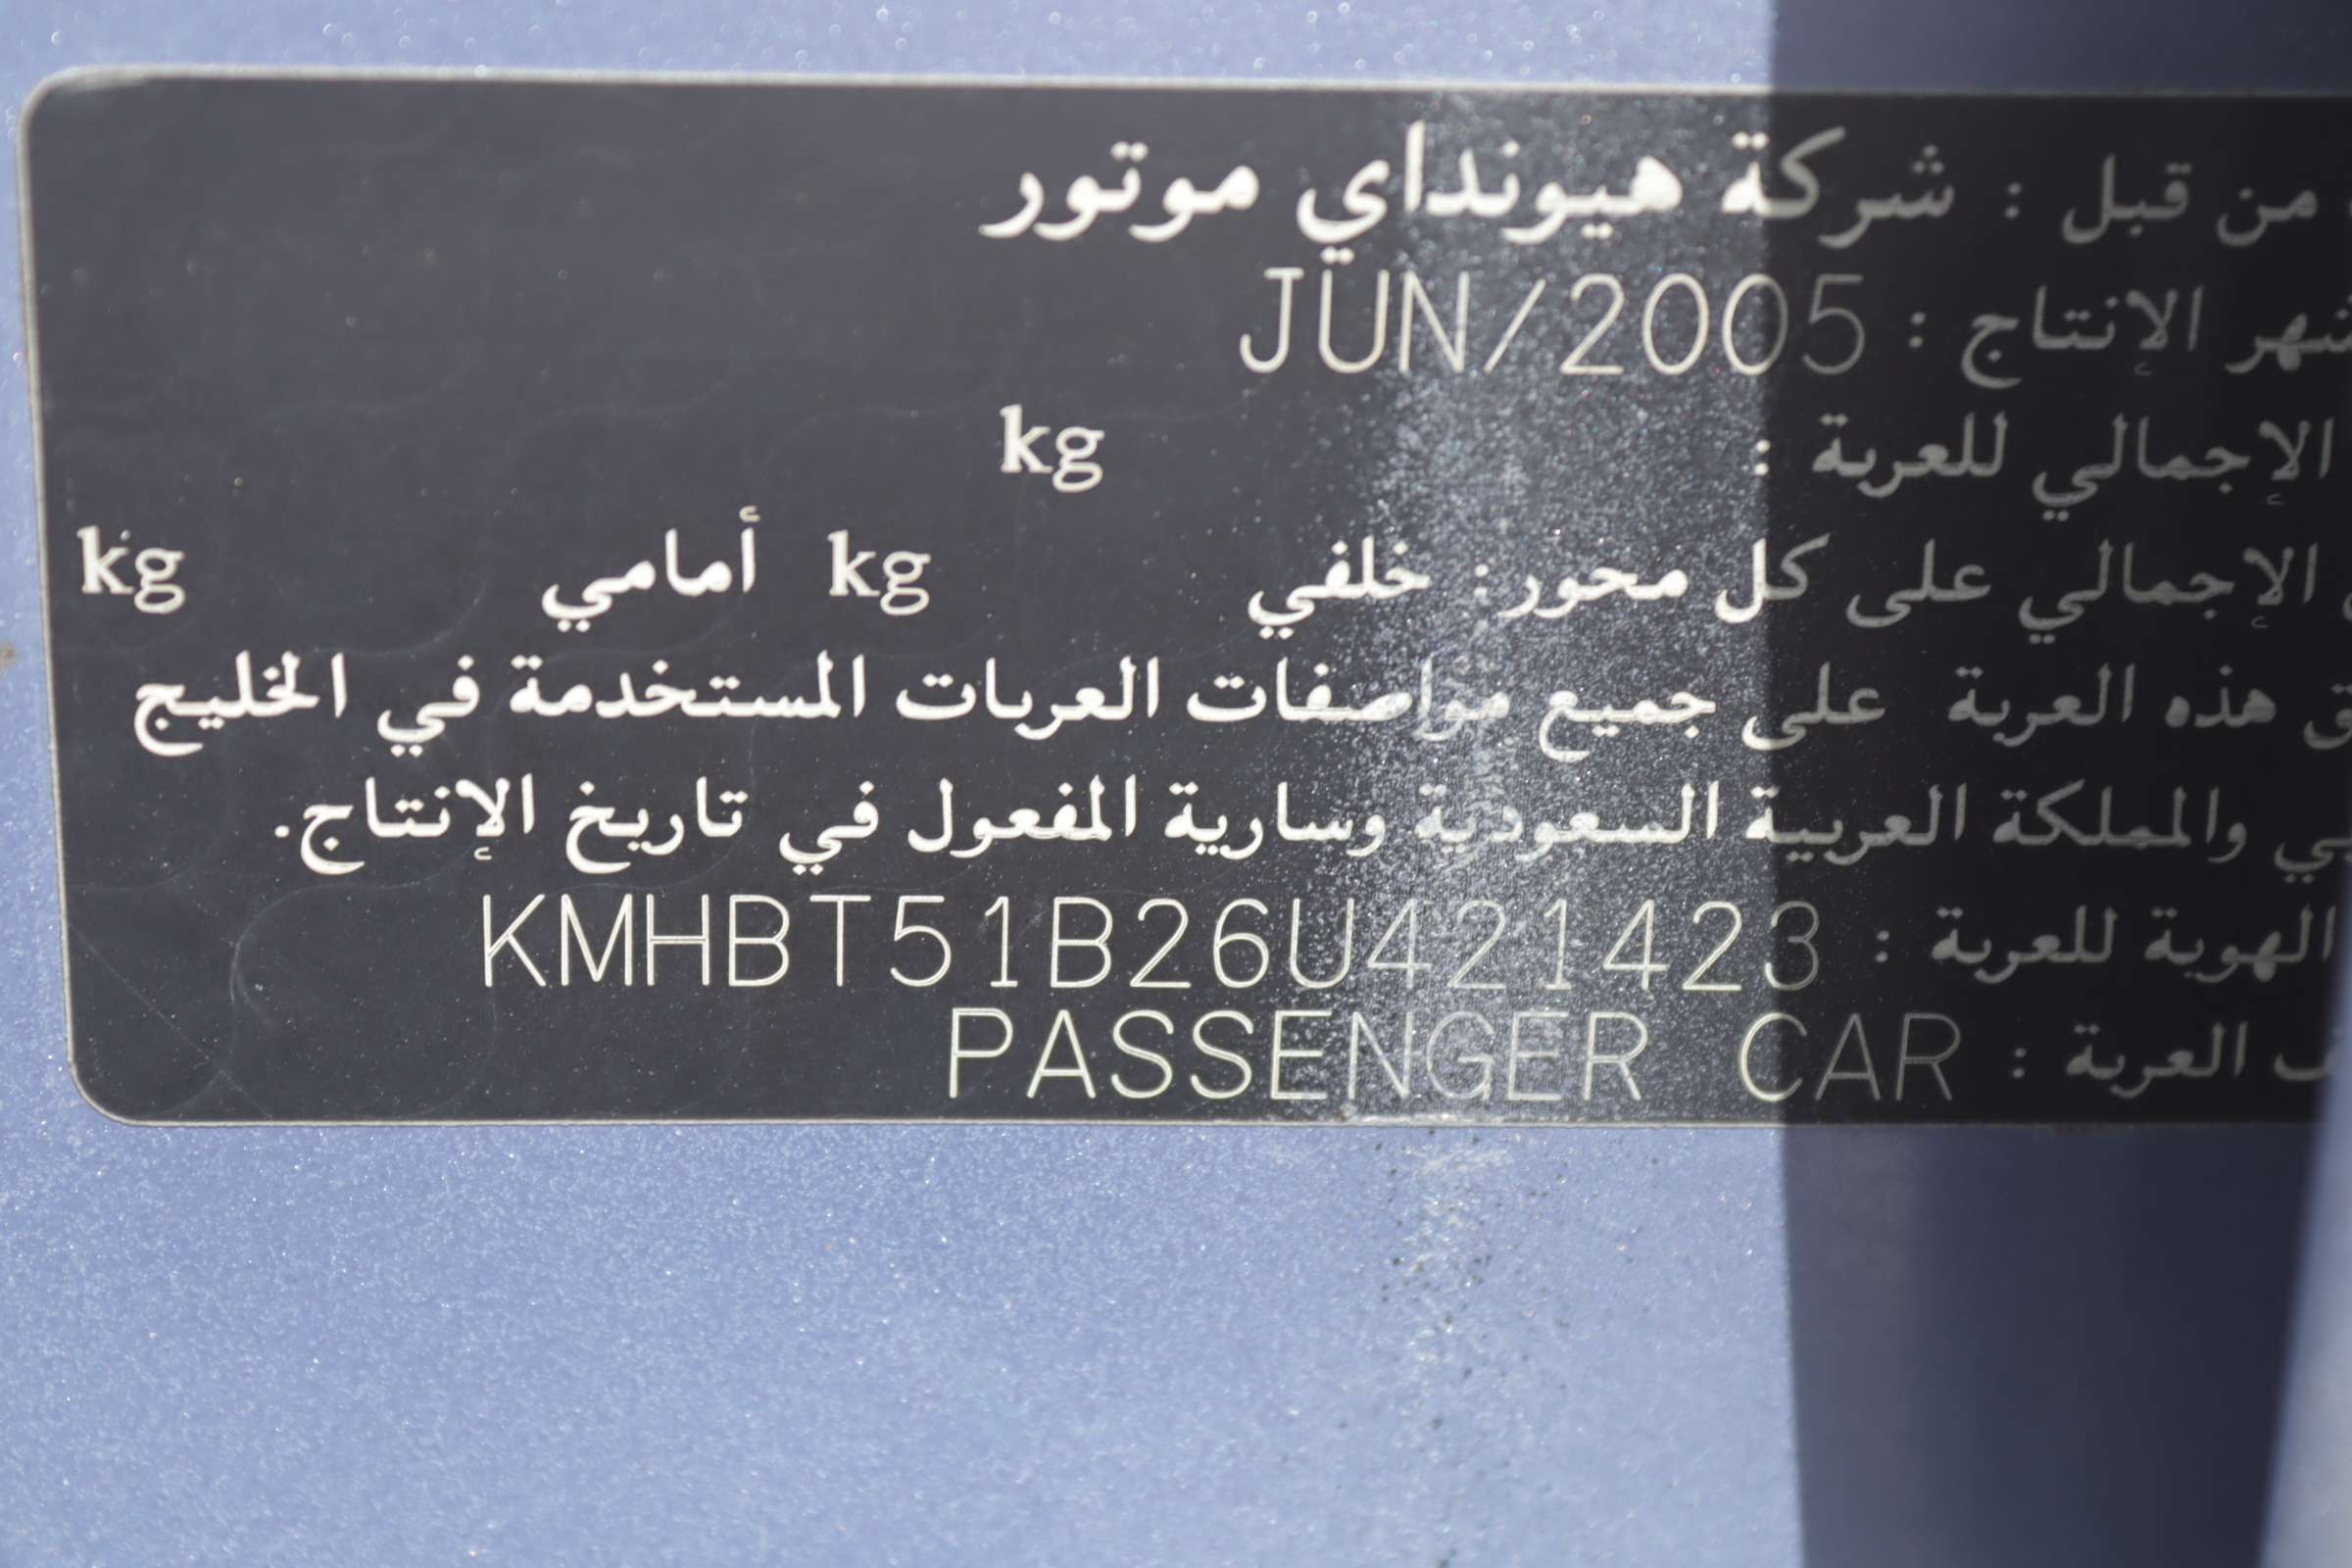 من قبل : شركة هيونداي موتور
الإنتاج : JUN/2005
الإجمالي للعربة : kg
الإجمالي على كل محور: خلفي kg أمامي kg
هذه العربة على جميع مواصفات العربات المستخدمة في الخليج
والمملكة العربية السعودية وسارية المفعول في تاريخ الإنتاج.
الهوية للعربة : KMHBT51B26U421423
العربة : PASSENGER CAR